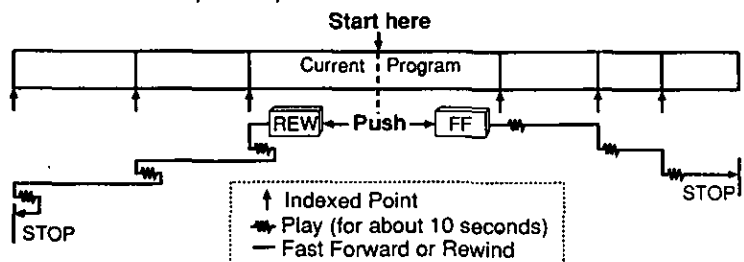 Start here
Current Program
REW Push FF
STOP
STOP
Indexed Point
Play (for about 10 seconds)
Fast Forward or Rewind